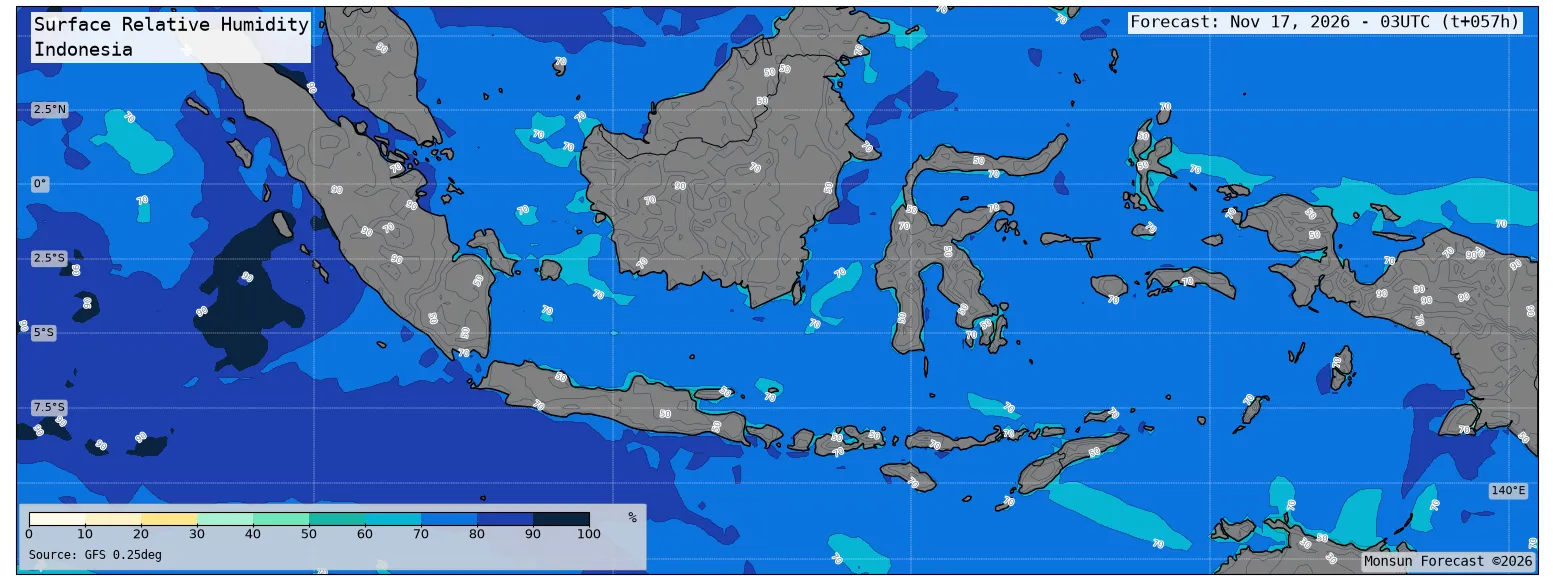 Surface Relative Humidity
Indonesia
Forecast: Nov 17, 2026 - 03UTC (t+057h)
2.5°N
0°
2.5°S
5°S
7.5°S
140°E
%
0 10 20 30 40 50 60 70 80 90 100
Source: GFS 0.25deg
Monsun Forecast ©2026